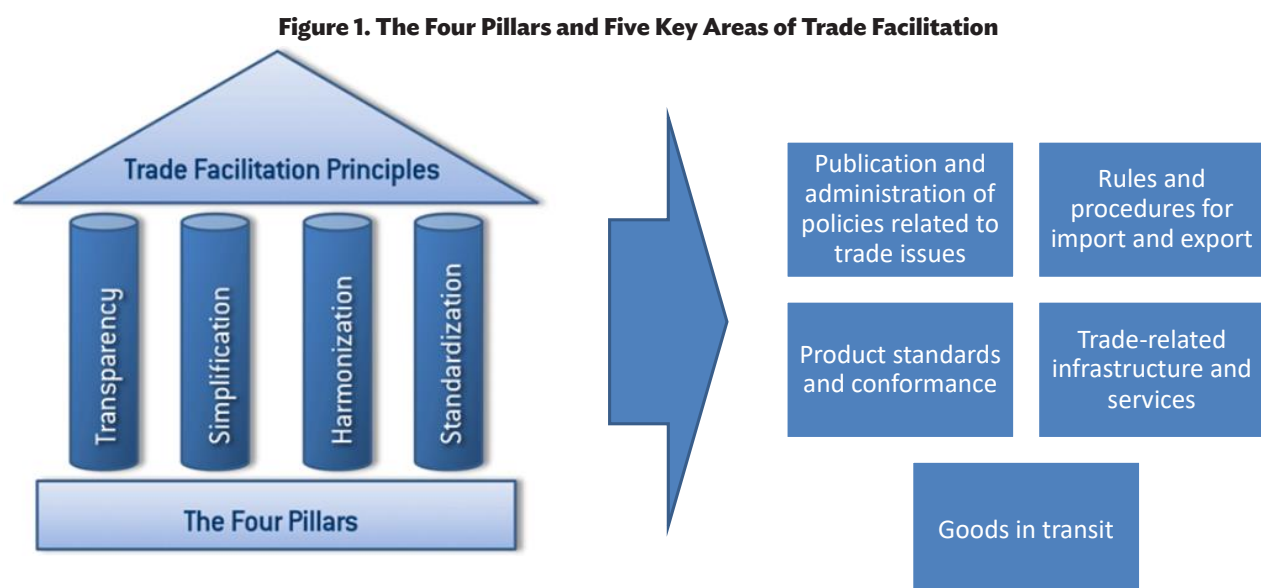 Figure 1. The Four Pillars and Five Key Areas of Trade Facilitation
Trade Facilitation Principles
Transparency
Simplification
Harmonization
Standardization
The Four Pillars
Publication and
administration of
policies related to
trade issues
Rules and
procedures for
import and export
Product standards
and conformance
Trade-related
infrastructure and
services
Goods in transit